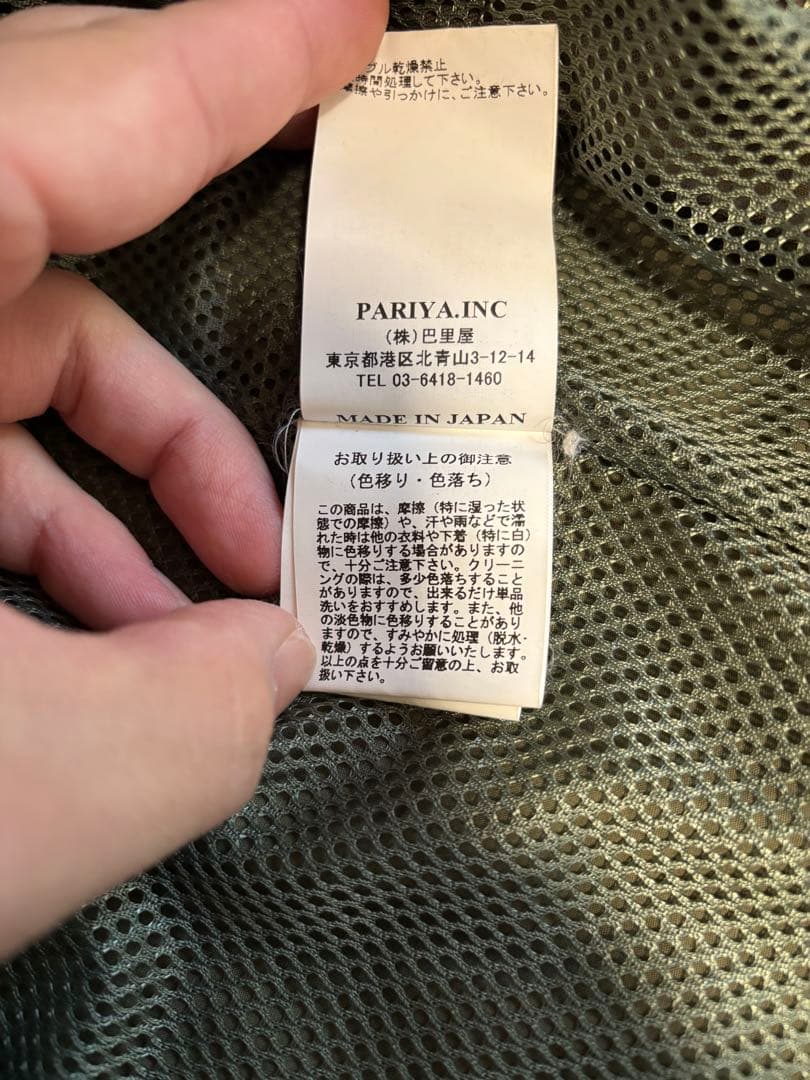 ブル乾燥禁止
時間処理して下さい。
摩擦や引っかけに、ご注意下さい。
PARIYA.INC
(株)巴里屋
東京都港区北青山3-12-14
TEL 03-6418-1460
MADE IN JAPAN
お取り扱い上の御注意
(色移り・色落ち)
この商品は、摩擦（特に湿った状
態での摩擦）や、汗や雨などで濡
れた時は他の衣料や下着（特に白）
物に色移りする場合がありますの
で、十分ご注意下さい。クリーニ
ングの際は、多少色落ちすること
がありますので、出来るだけ単品
洗いをおすすめします。また、他
の淡色物に色移りすることがあり
ますので、すみやかに処理（脱水・
乾燥）するようお願いいたします。
以上の点を十分ご留意の上、お取
扱い下さい。